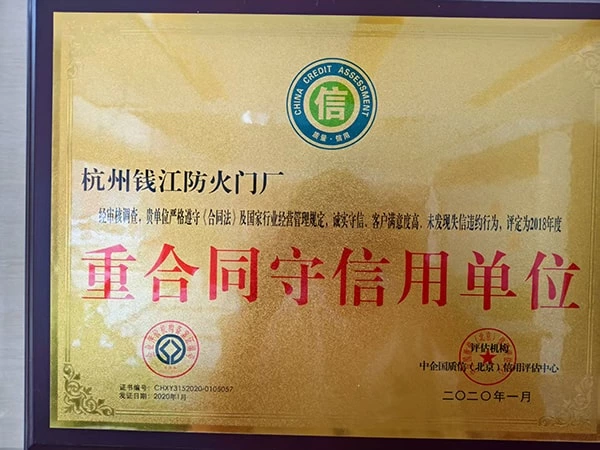 CHINA CREDIT ASSESSMENT
信
质量·信用
杭州钱江防火门厂
经审核调查，贵单位严格遵守《合同法》及国家行业经营管理规定，诚实守信、客户满意度高、未发现失信违约行为，评定为2018年度
重合同守信用单位
评估机构
中企国质信（北京）信用评估中心
证书编号：CHXY3152020-0105057
发证日期：2020年1月
二〇二〇年一月